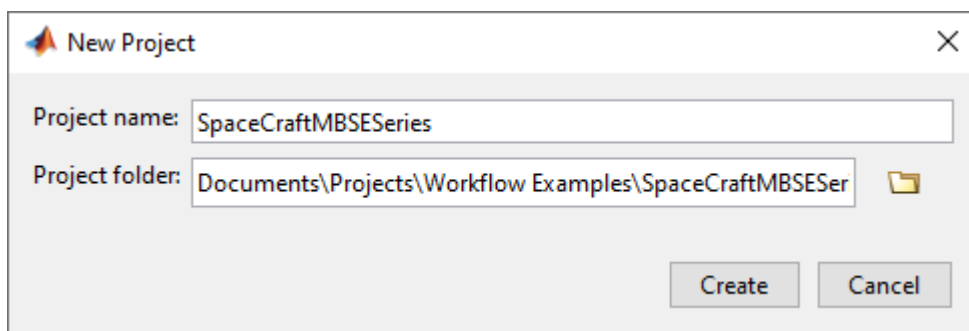 New Project
Project name: SpaceCraftMBSESeries
Project folder: Documents\Projects\Workflow Examples\SpaceCraftMBSESer
Create Cancel